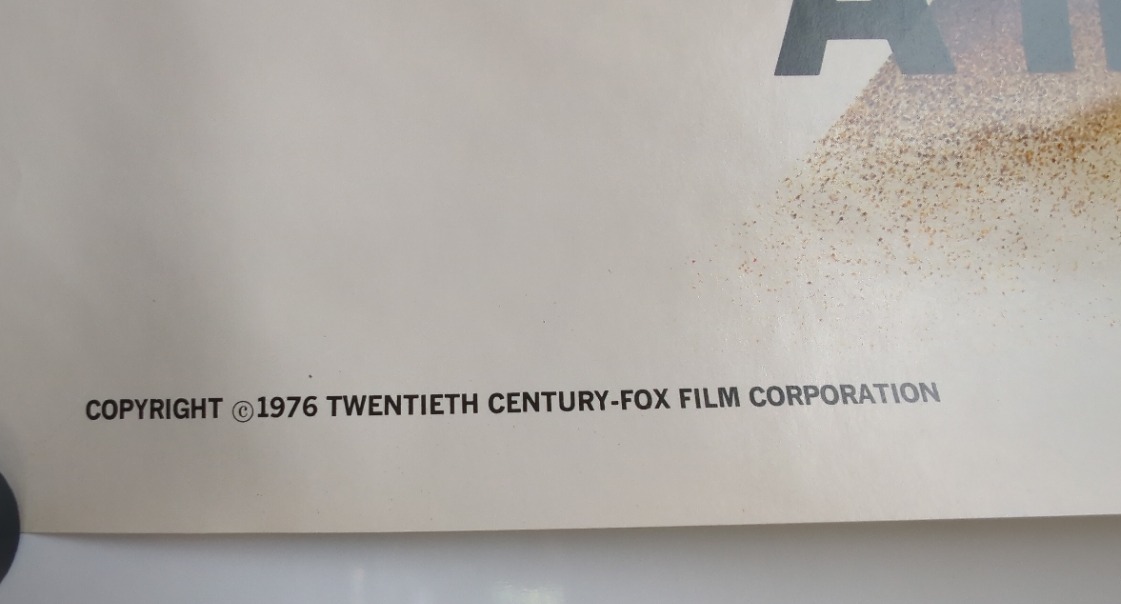 COPYRIGHT ©1976 TWENTIETH CENTURY-FOX FILM CORPORATION